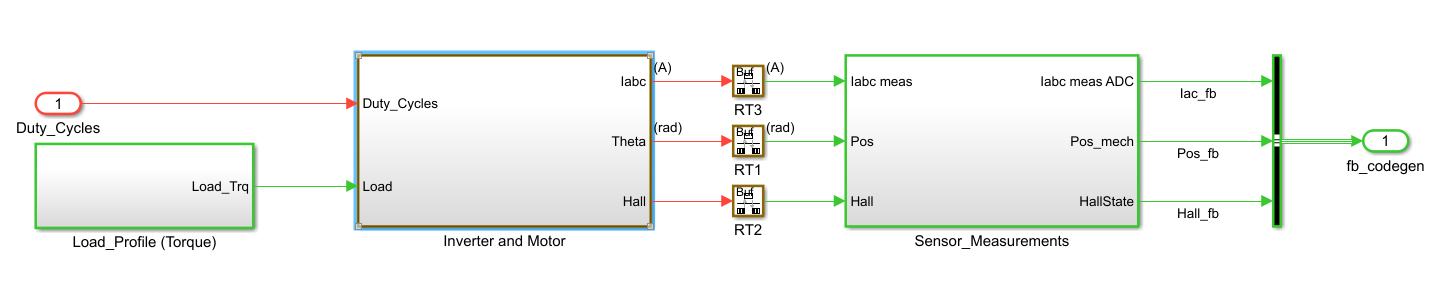 1
Duty_Cycles
Load_Trq
Load_Profile (Torque)
Duty_Cycles
Load
Iabc
Theta
Hall
Inverter and Motor
(A)
(rad)
Buf
(A)
RT3
Buf
(rad)
RT1
Buf
RT2
Iabc meas
Pos
Hall
Iabc meas ADC
Pos_mech
HallState
Sensor_Measurements
Iac_fb
Pos_fb
Hall_fb
1
fb_codegen